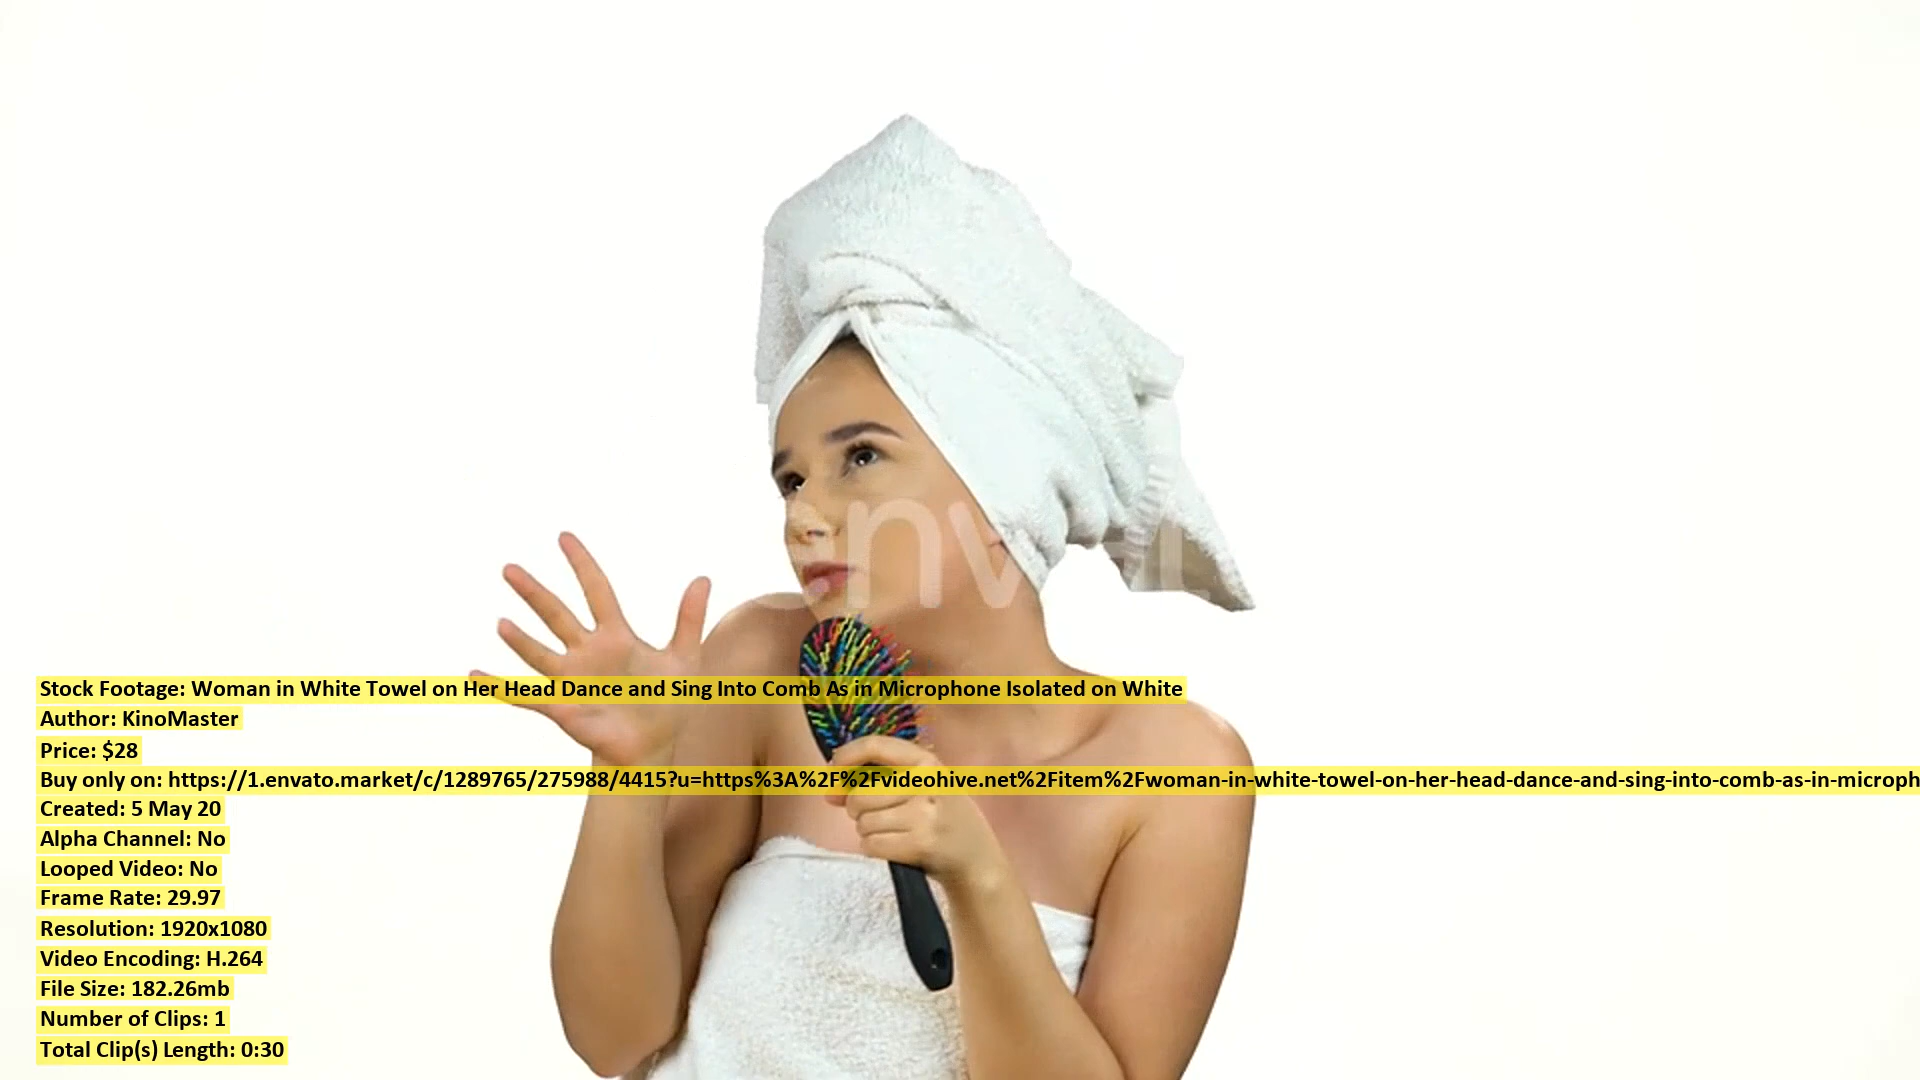 envato
Stock Footage: Woman in White Towel on Her Head Dance and Sing Into Comb As in Microphone Isolated on White
Author: KinoMaster
Price: $28
Buy only on: https://1.envato.market/c/1289765/275988/4415?u=https%3A%2F%2Fvideohive.net%2Fitem%2Fwoman-in-white-towel-on-her-head-dance-and-sing-into-comb-as-in-microph
Created: 5 May 20
Alpha Channel: No
Looped Video: No
Frame Rate: 29.97
Resolution: 1920x1080
Video Encoding: H.264
File Size: 182.26mb
Number of Clips: 1
Total Clip(s) Length: 0:30